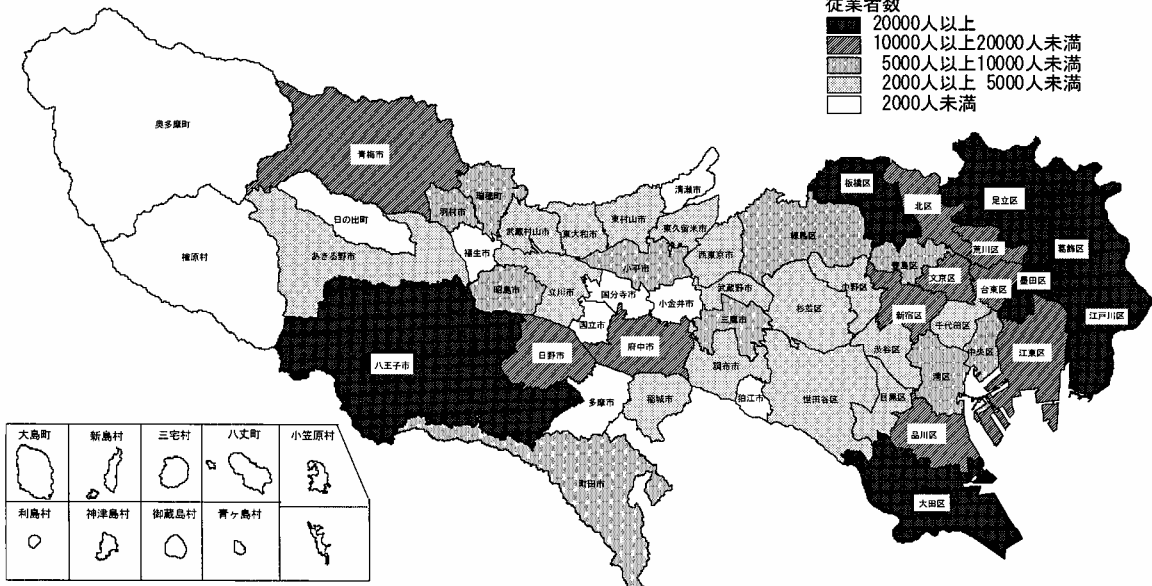 従業者数
20000人以上
10000人以上20000人未満
5000人以上10000人未満
2000人以上 5000人未満
2000人未満
奥多摩町
青梅市
日の出町
檜原村
あきる野市
瑞穂町
羽村市
福生市
武蔵村山市
東大和市
東村山市
清瀬市
東久留米市
西東京市
小平市
昭島市
立川市
国分寺市
小金井市
国立市
武蔵野市
三鷹市
八王子市
日野市
府中市
調布市
多摩市
稲城市
狛江市
町田市
板橋区
北区
足立区
練馬区
豊島区
文京区
荒川区
台東区
墨田区
葛飾区
江戸川区
中野区
杉並区
新宿区
千代田区
中央区
江東区
渋谷区
港区
世田谷区
目黒区
品川区
大田区
大島町
新島村
三宅村
八丈町
小笠原村
利島村
神津島村
御蔵島村
青ヶ島村